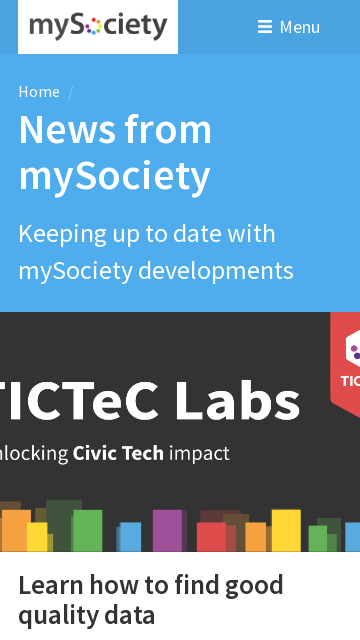 mySociety
Menu
Home /
News from
mySociety
Keeping up to date with
mySociety developments
TICTeC Labs
nlocking Civic Tech impact
TIC
Learn how to find good
quality data